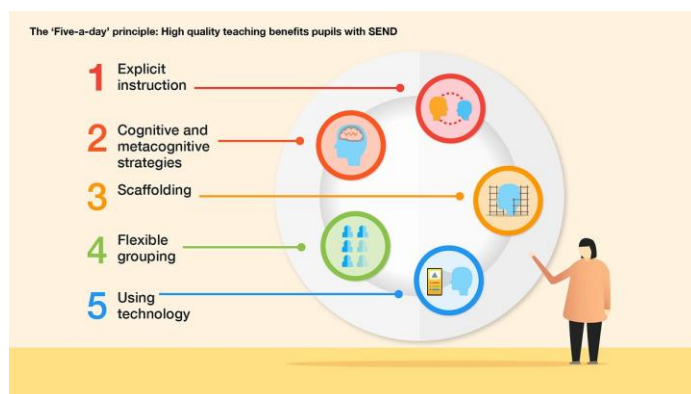 The ‘Five-a-day’ principle: High quality teaching benefits pupils with SEND
1 Explicit
instruction
2 Cognitive and
metacognitive
strategies
3 Scaffolding
4 Flexible
grouping
5 Using
technology